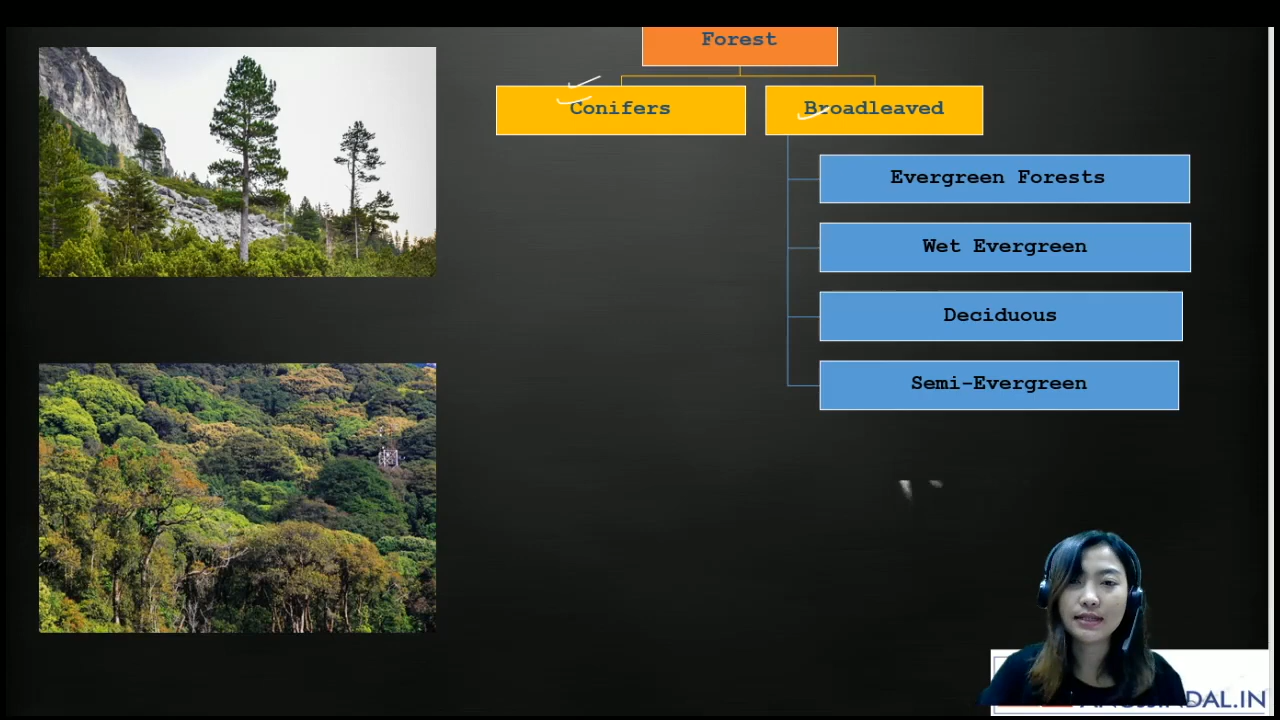 Forest
Conifers
Broadleaved
Evergreen Forests
Wet Evergreen
Deciduous
Semi-Evergreen